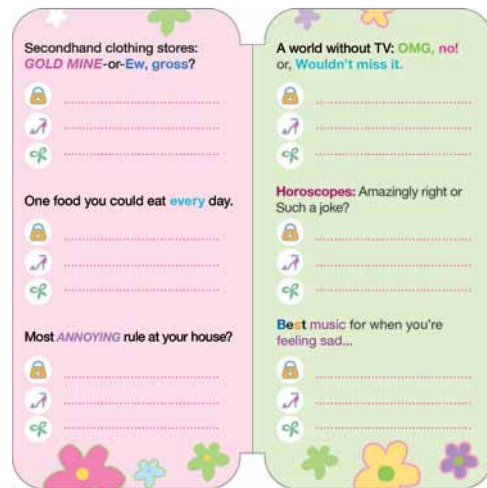 Secondhand clothing stores:
GOLD MINE-or-Ew, gross?
One food you could eat every day.
Most ANNOYING rule at your house?
A world without TV: OMG, no!
or, Wouldn't miss it.
Horoscopes: Amazingly right or
Such a joke?
Best music for when you're
feeling sad...